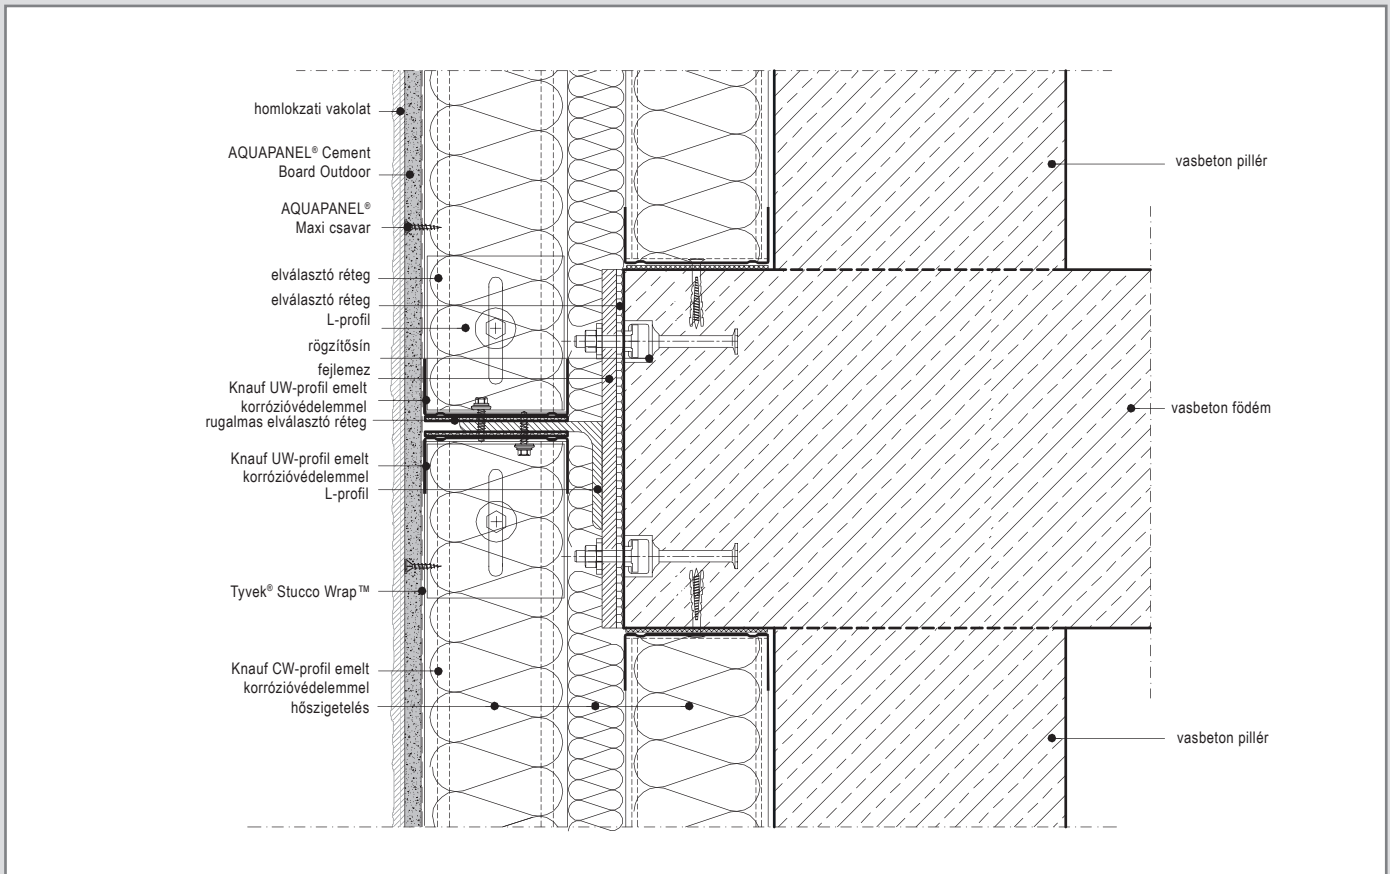 homlokzati vakolat
AQUAPANEL® Cement
Board Outdoor
AQUAPANEL®
Maxi csavar
elválasztó réteg
elválasztó réteg
L-profil
rögzítősín
fejlemez
Knauf UW-profil emelt
korrózióvédelemmel
rugalmas elválasztó réteg
Knauf UW-profil emelt
korrózióvédelemmel
L-profil
Tyvek® Stucco Wrap™
Knauf CW-profil emelt
korrózióvédelemmel
hőszigetelés
vasbeton pillér
vasbeton födém
vasbeton pillér